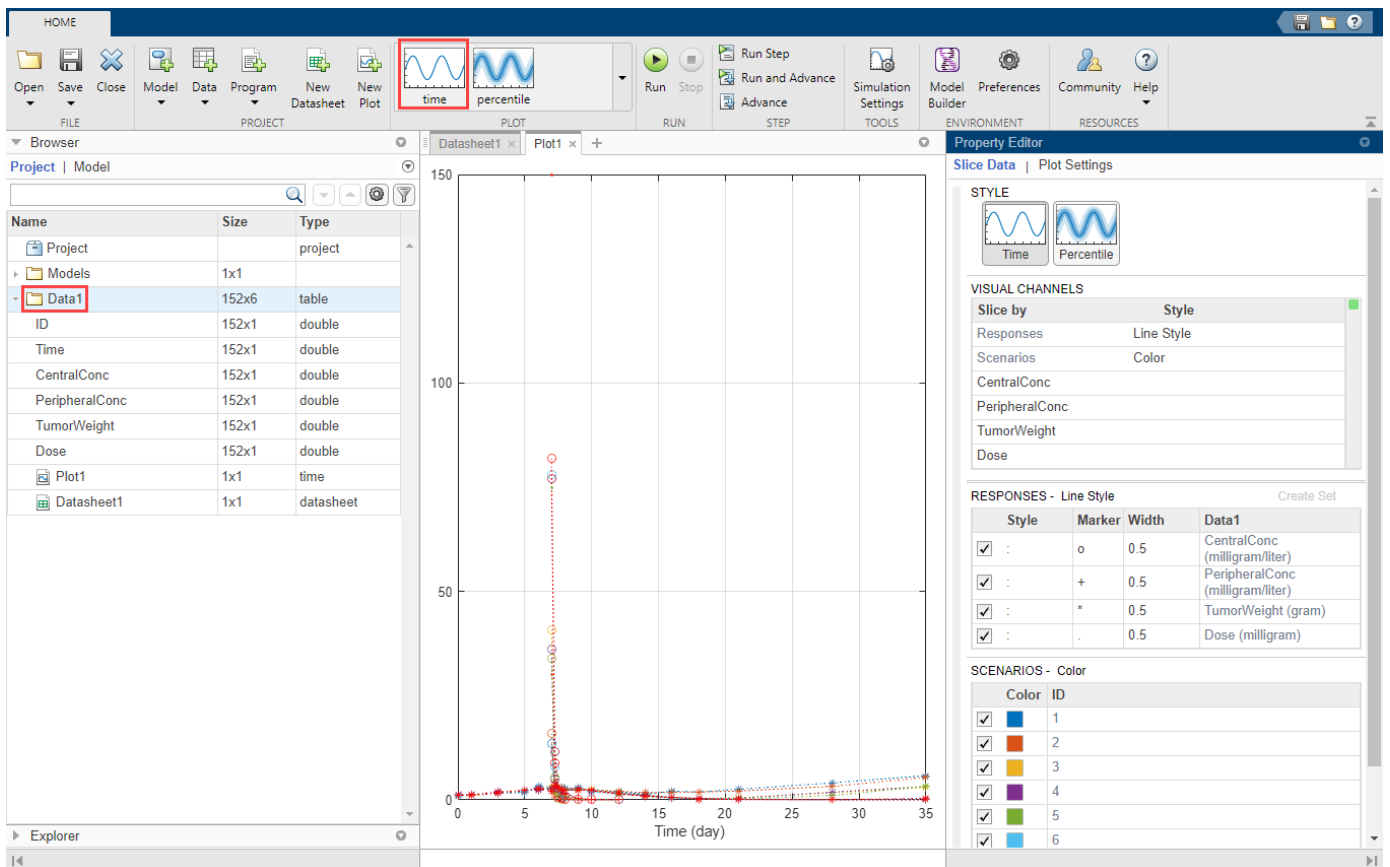 HOME
Open Save Close Model Data Program New Datasheet New Plot time percentile Run Stop Run Step Simulation Settings Model Builder Preferences Community Help
Run and Advance
Advance
FILE PROJECT PLOT RUN STEP TOOLS ENVIRONMENT RESOURCES
Browser
Project | Model
Name Size Type
Project project
Models 1x1
Data1 152x6 table
ID 152x1 double
Time 152x1 double
CentralConc 152x1 double
PeripheralConc 152x1 double
TumorWeight 152x1 double
Dose 152x1 double
Plot1 1x1 time
Datasheet1 1x1 datasheet
Explorer
Datasheet1 × Plot1 × +
150
100
50
0
0 5 10 15 20 25 30 35
Time (day)
Property Editor
Slice Data | Plot Settings
STYLE
Time Percentile
VISUAL CHANNELS
Slice by Style
Responses Line Style
Scenarios Color
CentralConc
PeripheralConc
TumorWeight
Dose
RESPONSES - Line Style Create Set
Style Marker Width Data1
: o 0.5 CentralConc
(milligram/liter)
: + 0.5 PeripheralConc
(milligram/liter)
: * 0.5 TumorWeight (gram)
: . 0.5 Dose (milligram)
SCENARIOS - Color
Color ID
1
2
3
4
5
6